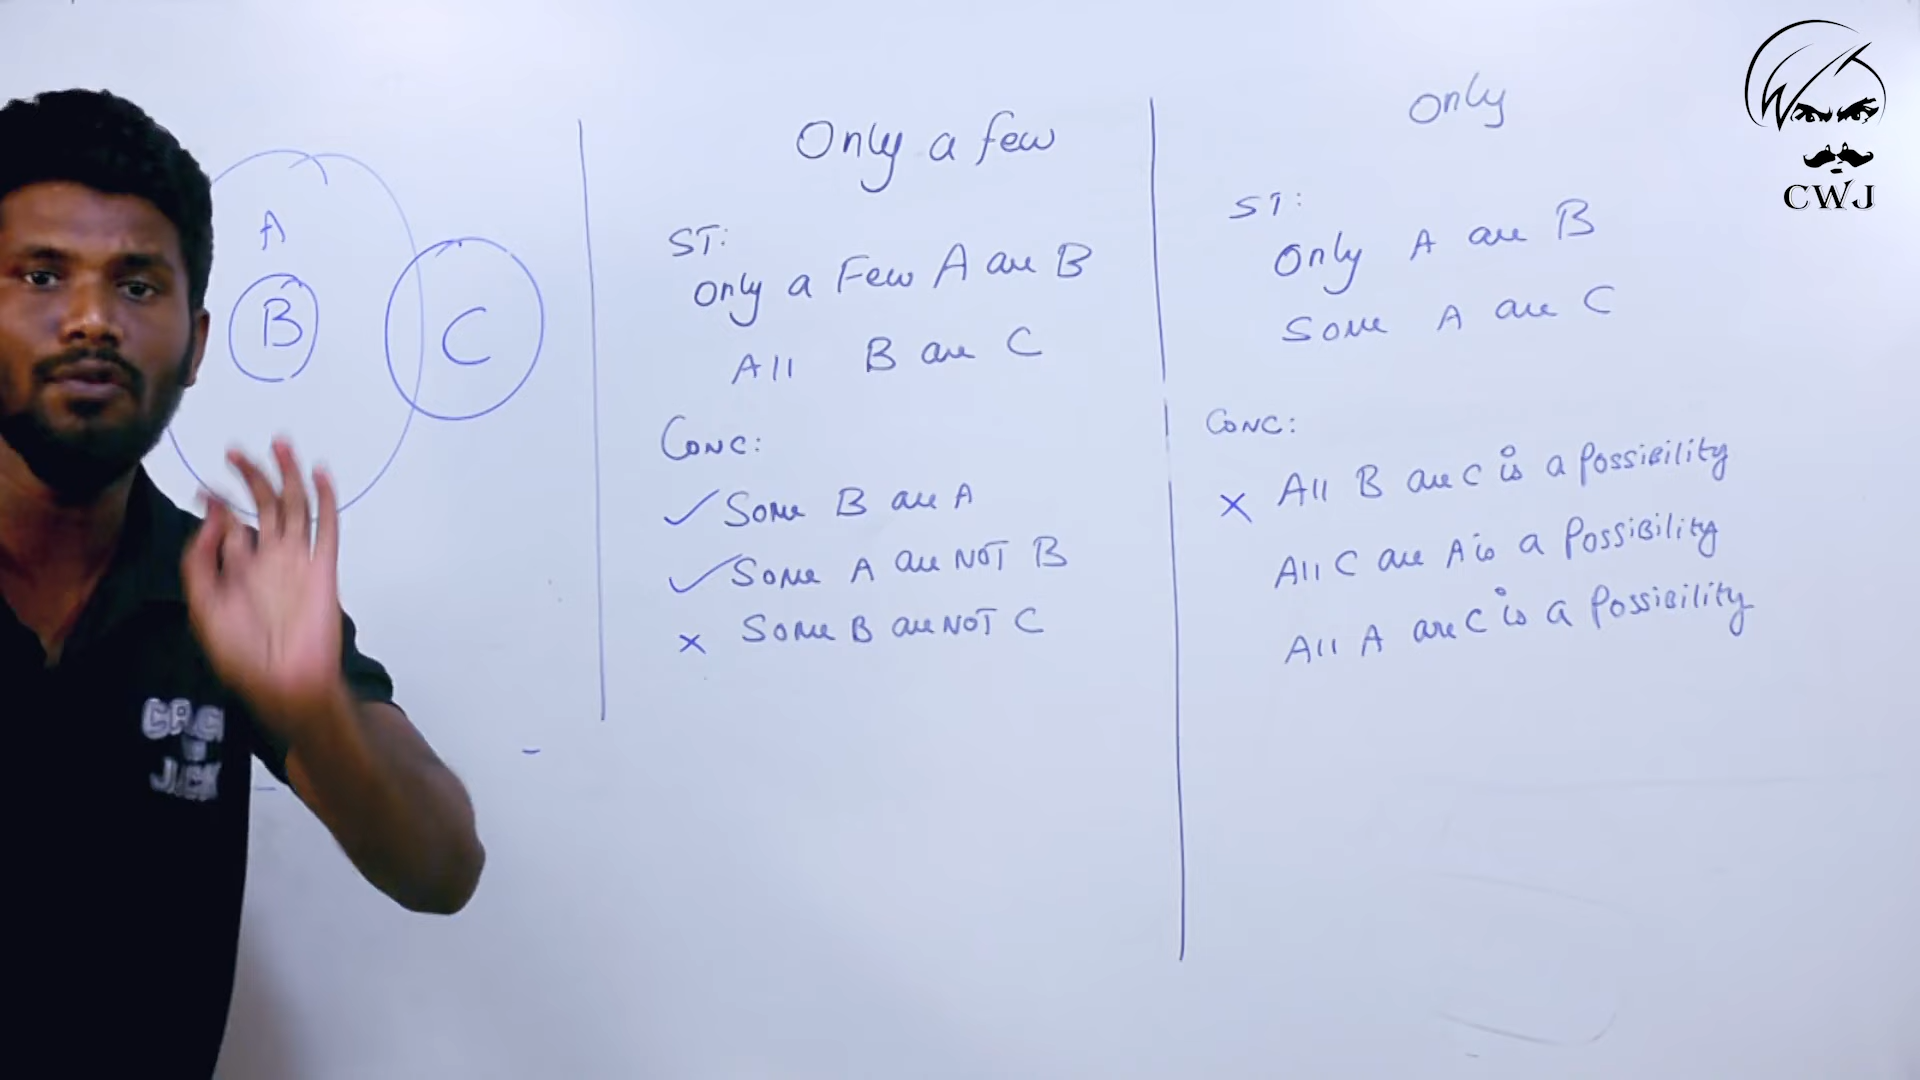 A
B
C
Only a few
ST:
Only a Few A are B
All B are C
CONC:
✓ Some B are A
✓ Some A are NOT B
x Some B are NOT C
Only
ST:
Only A are B
Some A are C
CONC:
x All B are C is a Possibility
All C are A is a Possibility
All A are C is a Possibility
CWJ